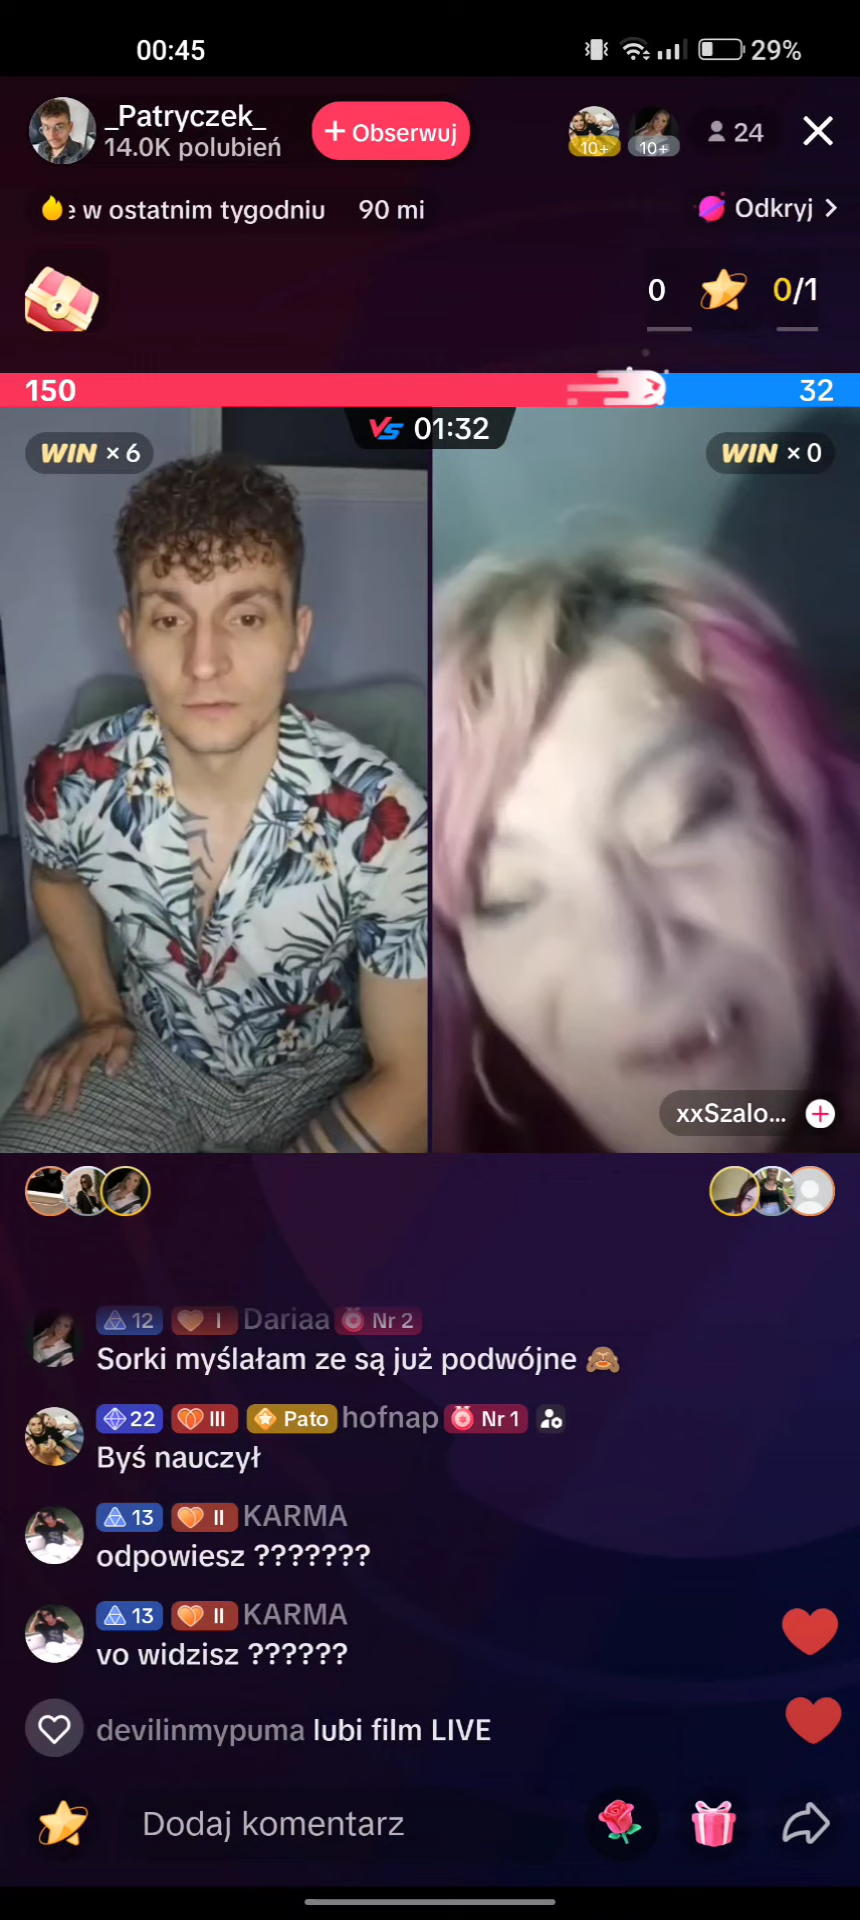 00:45
29%
_Patryczek_
+ Obserwuj
10+
10+
24
14.0K polubień
e w ostatnim tygodniu
90 mi
Odkryj >
0
0/1
150
32
VS 01:32
WIN × 6
WIN × 0
xxSzalo...
12 I Dariaa Nr 2
Sorki myślałam ze są już podwójne
22 III Pato hofnap Nr 1
Byś nauczył
13 II KARMA
odpowiesz ???????
13 II KARMA
vo widzisz ??????
devilinmypuma lubi film LIVE
Dodaj komentarz